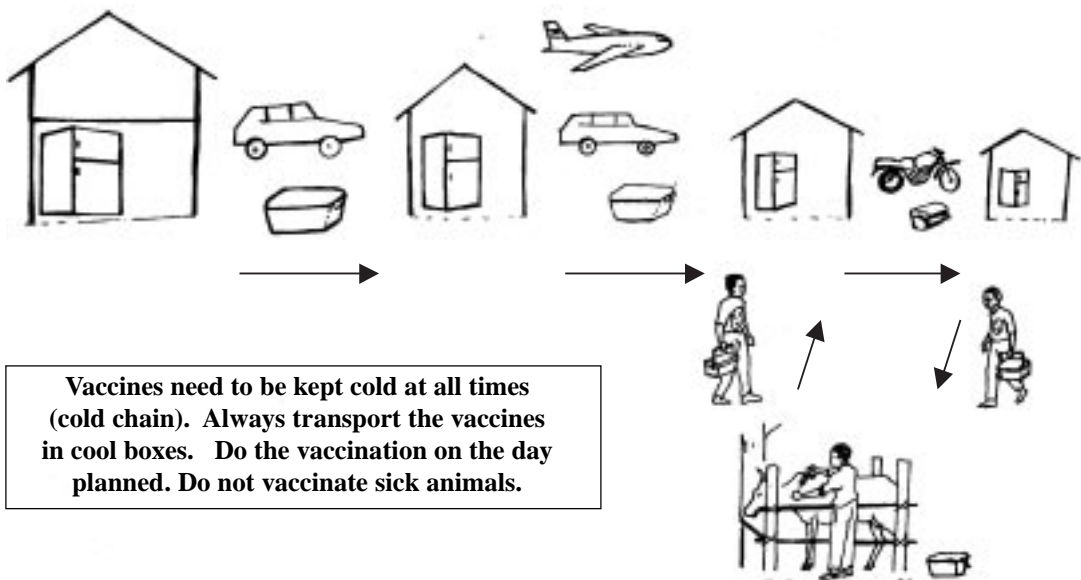 Vaccines need to be kept cold at all times
(cold chain).  Always transport the vaccines
in cool boxes.   Do the vaccination on the day
planned. Do not vaccinate sick animals.